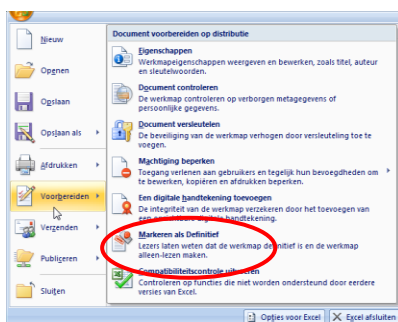 Nieuw
Openen
Opslaan
Opslaan als
Afdrukken
Voorbereiden
Verzenden
Publiceren
Sluiten
Document voorbereiden op distributie
Eigenschappen
Werkmapeigenschappen weergeven en bewerken, zoals titel, auteur
en sleutelwoorden.
Document controleren
De werkmap controleren op verborgen metagegevens of
persoonlijke gegevens.
Document versleutelen
De beveiliging van de werkmap verhogen door versleuteling toe te
voegen.
Machtiging beperken
Toegang verlenen aan gebruikers en tegelijk hun bevoegdheden om
te bewerken, kopiëren en afdrukken beperken.
Een digitale handtekening toevoegen
De integriteit van de werkmap verzekeren door het toevoegen van
een onzichtbare digitale handtekening.
Markeren als Definitief
Lezers laten weten dat de werkmap definitief is en de werkmap
alleen-lezen maken.
Compatibiliteitscontrole uitvoeren
Controleren op functies die niet worden ondersteund door eerdere
versies van Excel.
Opties voor Excel
Excel afsluiten